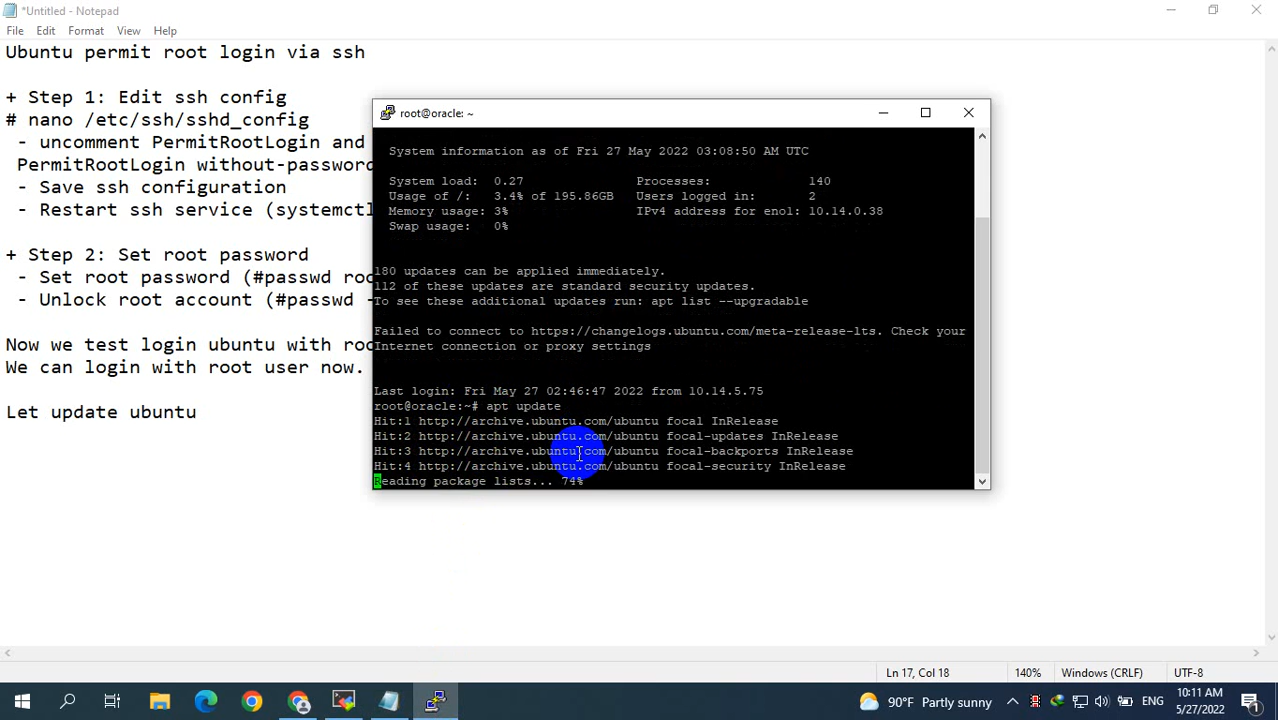 *Untitled - Notepad
File Edit Format View Help
Ubuntu permit root login via ssh
+ Step 1: Edit ssh config
# nano /etc/ssh/sshd_config
- uncomment PermitRootLogin and
PermitRootLogin without-password
- Save ssh configuration
- Restart ssh service (systemctl
+ Step 2: Set root password
- Set root password (#passwd roo
- Unlock root account (#passwd -
Now we test login ubuntu with roo
We can login with root user now.
Let update ubuntu
root@oracle: ~
System information as of Fri 27 May 2022 03:08:50 AM UTC
System load: 0.27 Processes: 140
Usage of /: 3.4% of 195.86GB Users logged in: 2
Memory usage: 3% IPv4 address for eno1: 10.14.0.38
Swap usage: 0%
180 updates can be applied immediately.
112 of these updates are standard security updates.
To see these additional updates run: apt list --upgradable
Failed to connect to https://changelogs.ubuntu.com/meta-release-lts. Check your
Internet connection or proxy settings
Last login: Fri May 27 02:46:47 2022 from 10.14.5.75
root@oracle:~# apt update
Hit:1 http://archive.ubuntu.com/ubuntu focal InRelease
Hit:2 http://archive.ubuntu.com/ubuntu focal-updates InRelease
Hit:3 http://archive.ubuntu.com/ubuntu focal-backports InRelease
Hit:4 http://archive.ubuntu.com/ubuntu focal-security InRelease
Reading package lists... 74%
Ln 17, Col 18 140% Windows (CRLF) UTF-8
90°F Partly sunny ENG 10:11 AM
5/27/2022 1